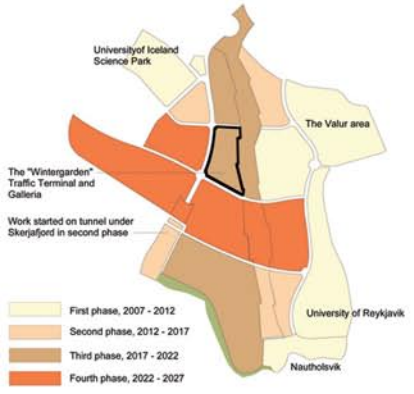 Universityof Iceland
Science Park
The Valur area
The "Wintergarden"
Traffic Terminal and
Galleria
Work started on tunnel under
Skerjafjord in second phase
First phase, 2007 - 2012
Second phase, 2012 - 2017
Third phase, 2017 - 2022
Fourth phase, 2022 - 2027
University of Reykjavik
Nautholsvik